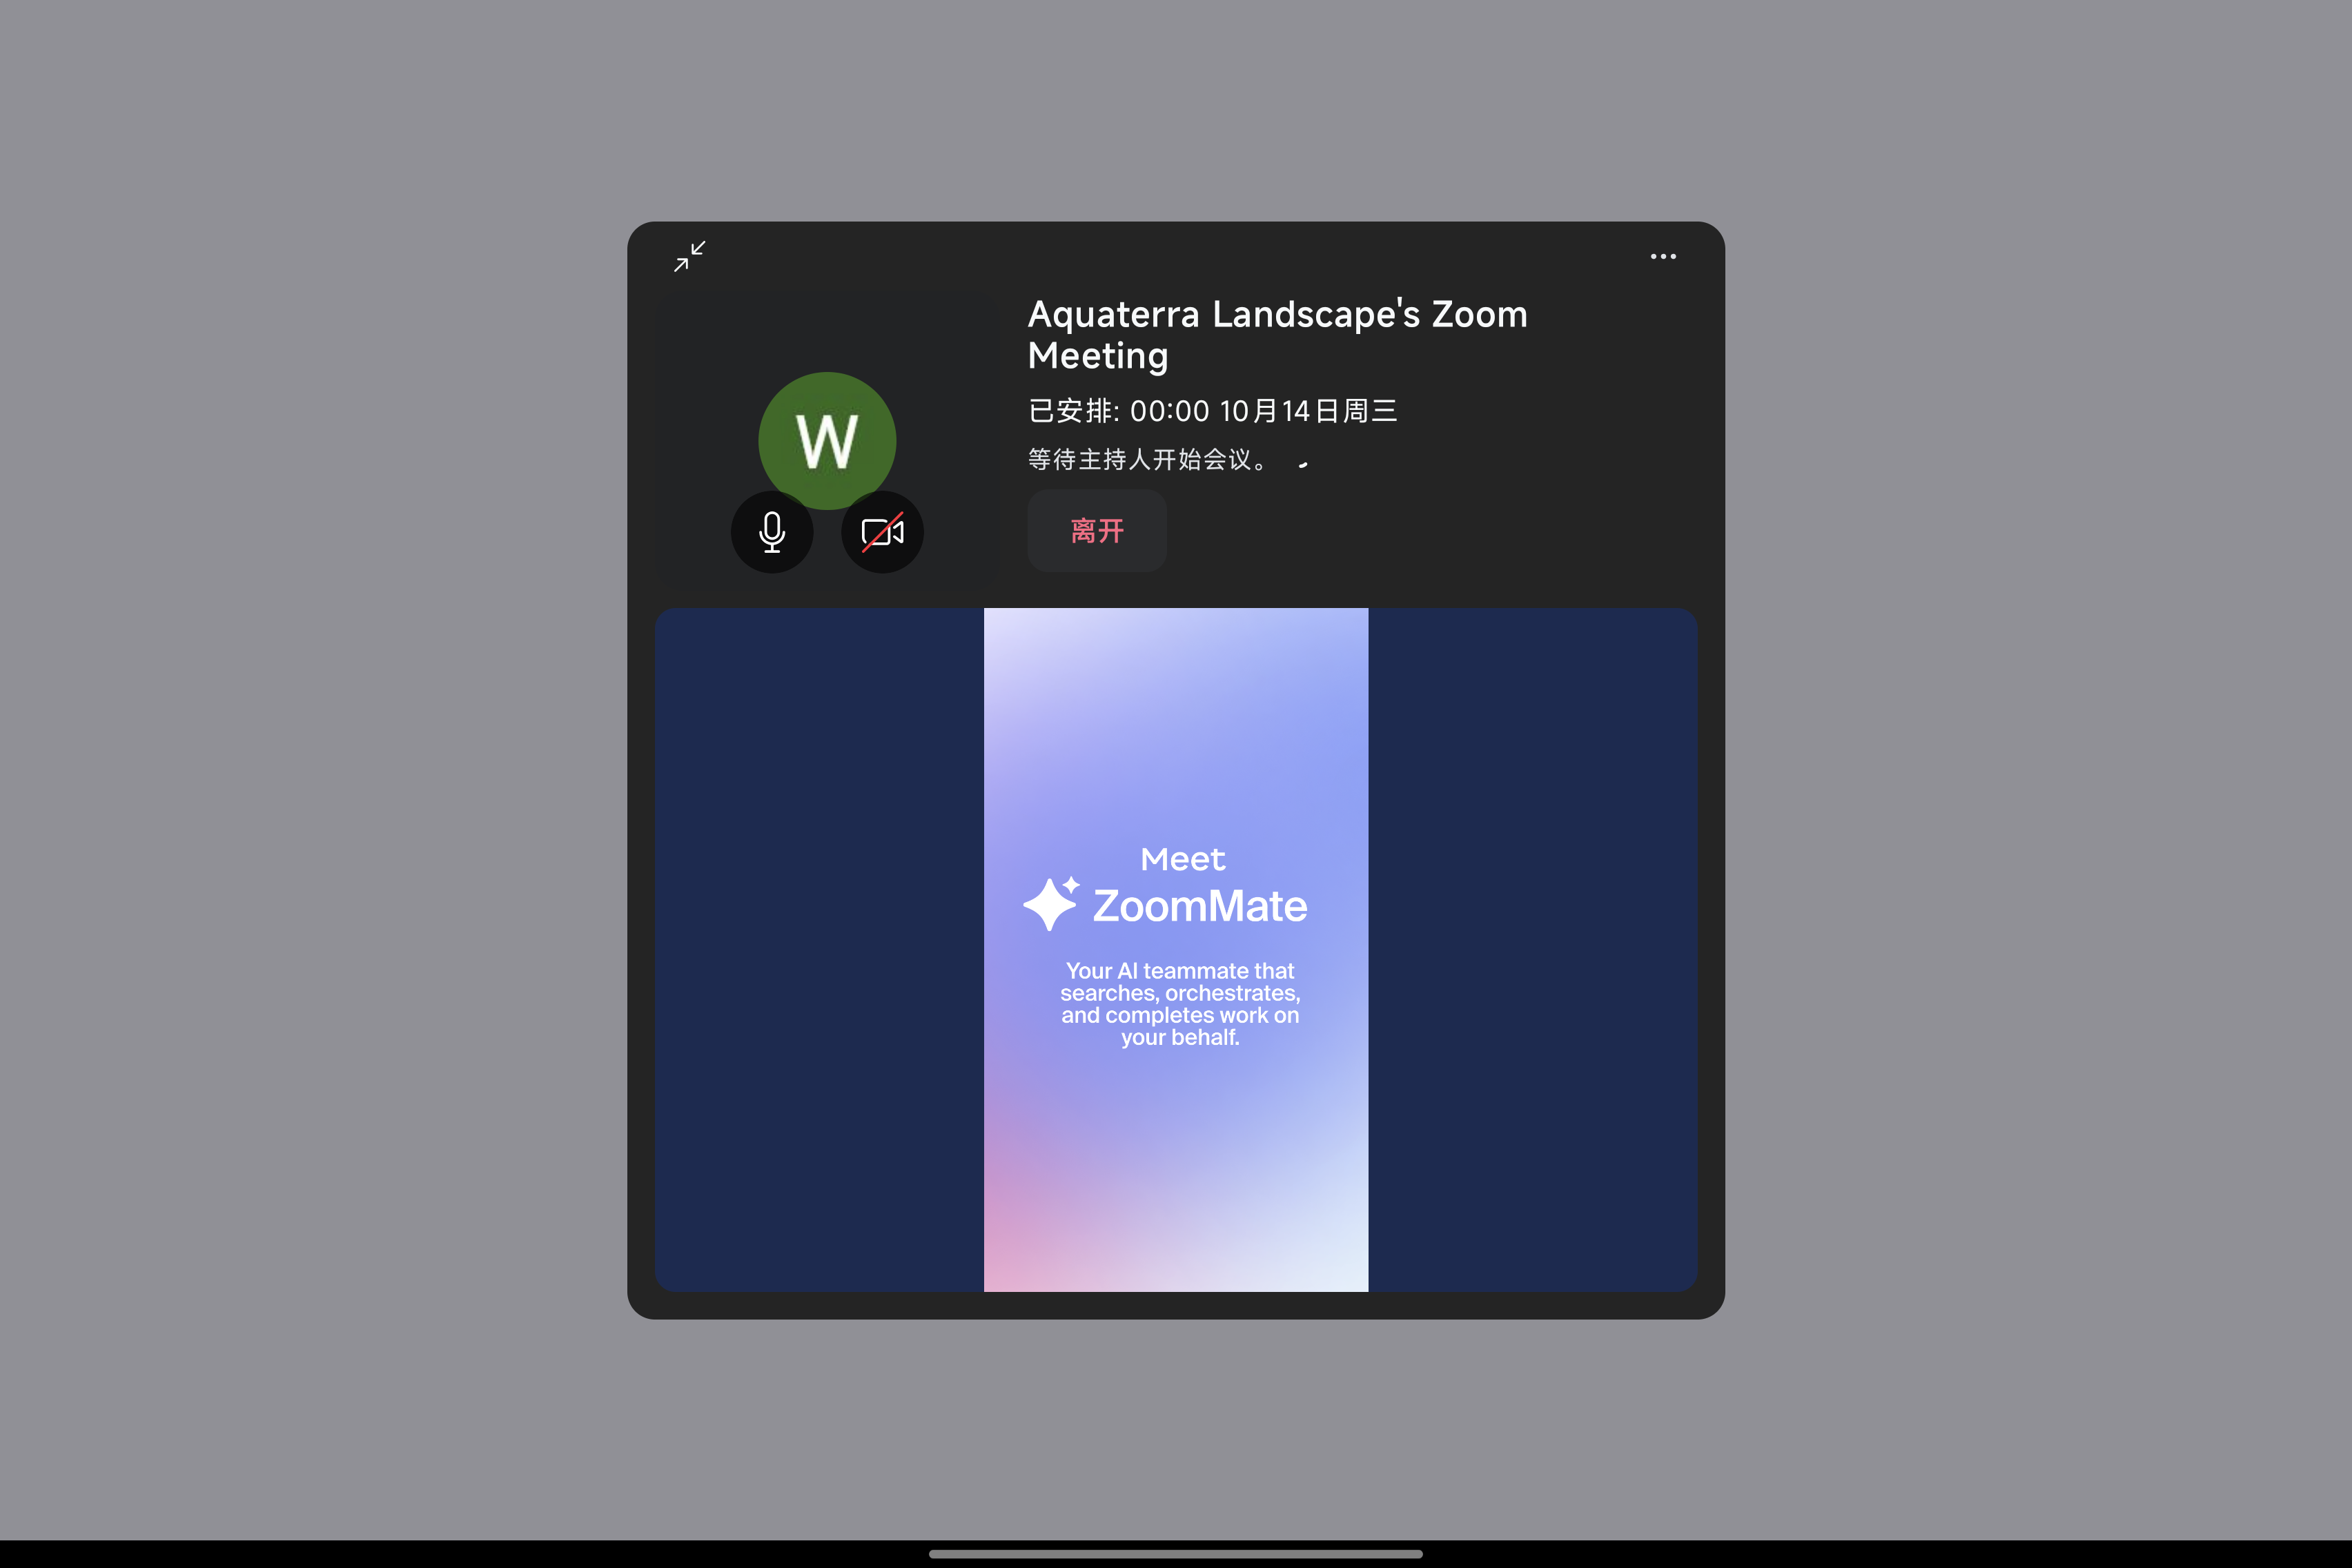 Aquaterra Landscape's Zoom
Meeting
已安排: 00:00 10月14日周三
等待主持人开始会议。
W
离开
Meet
ZoomMate
Your AI teammate that
searches, orchestrates,
and completes work on
your behalf.